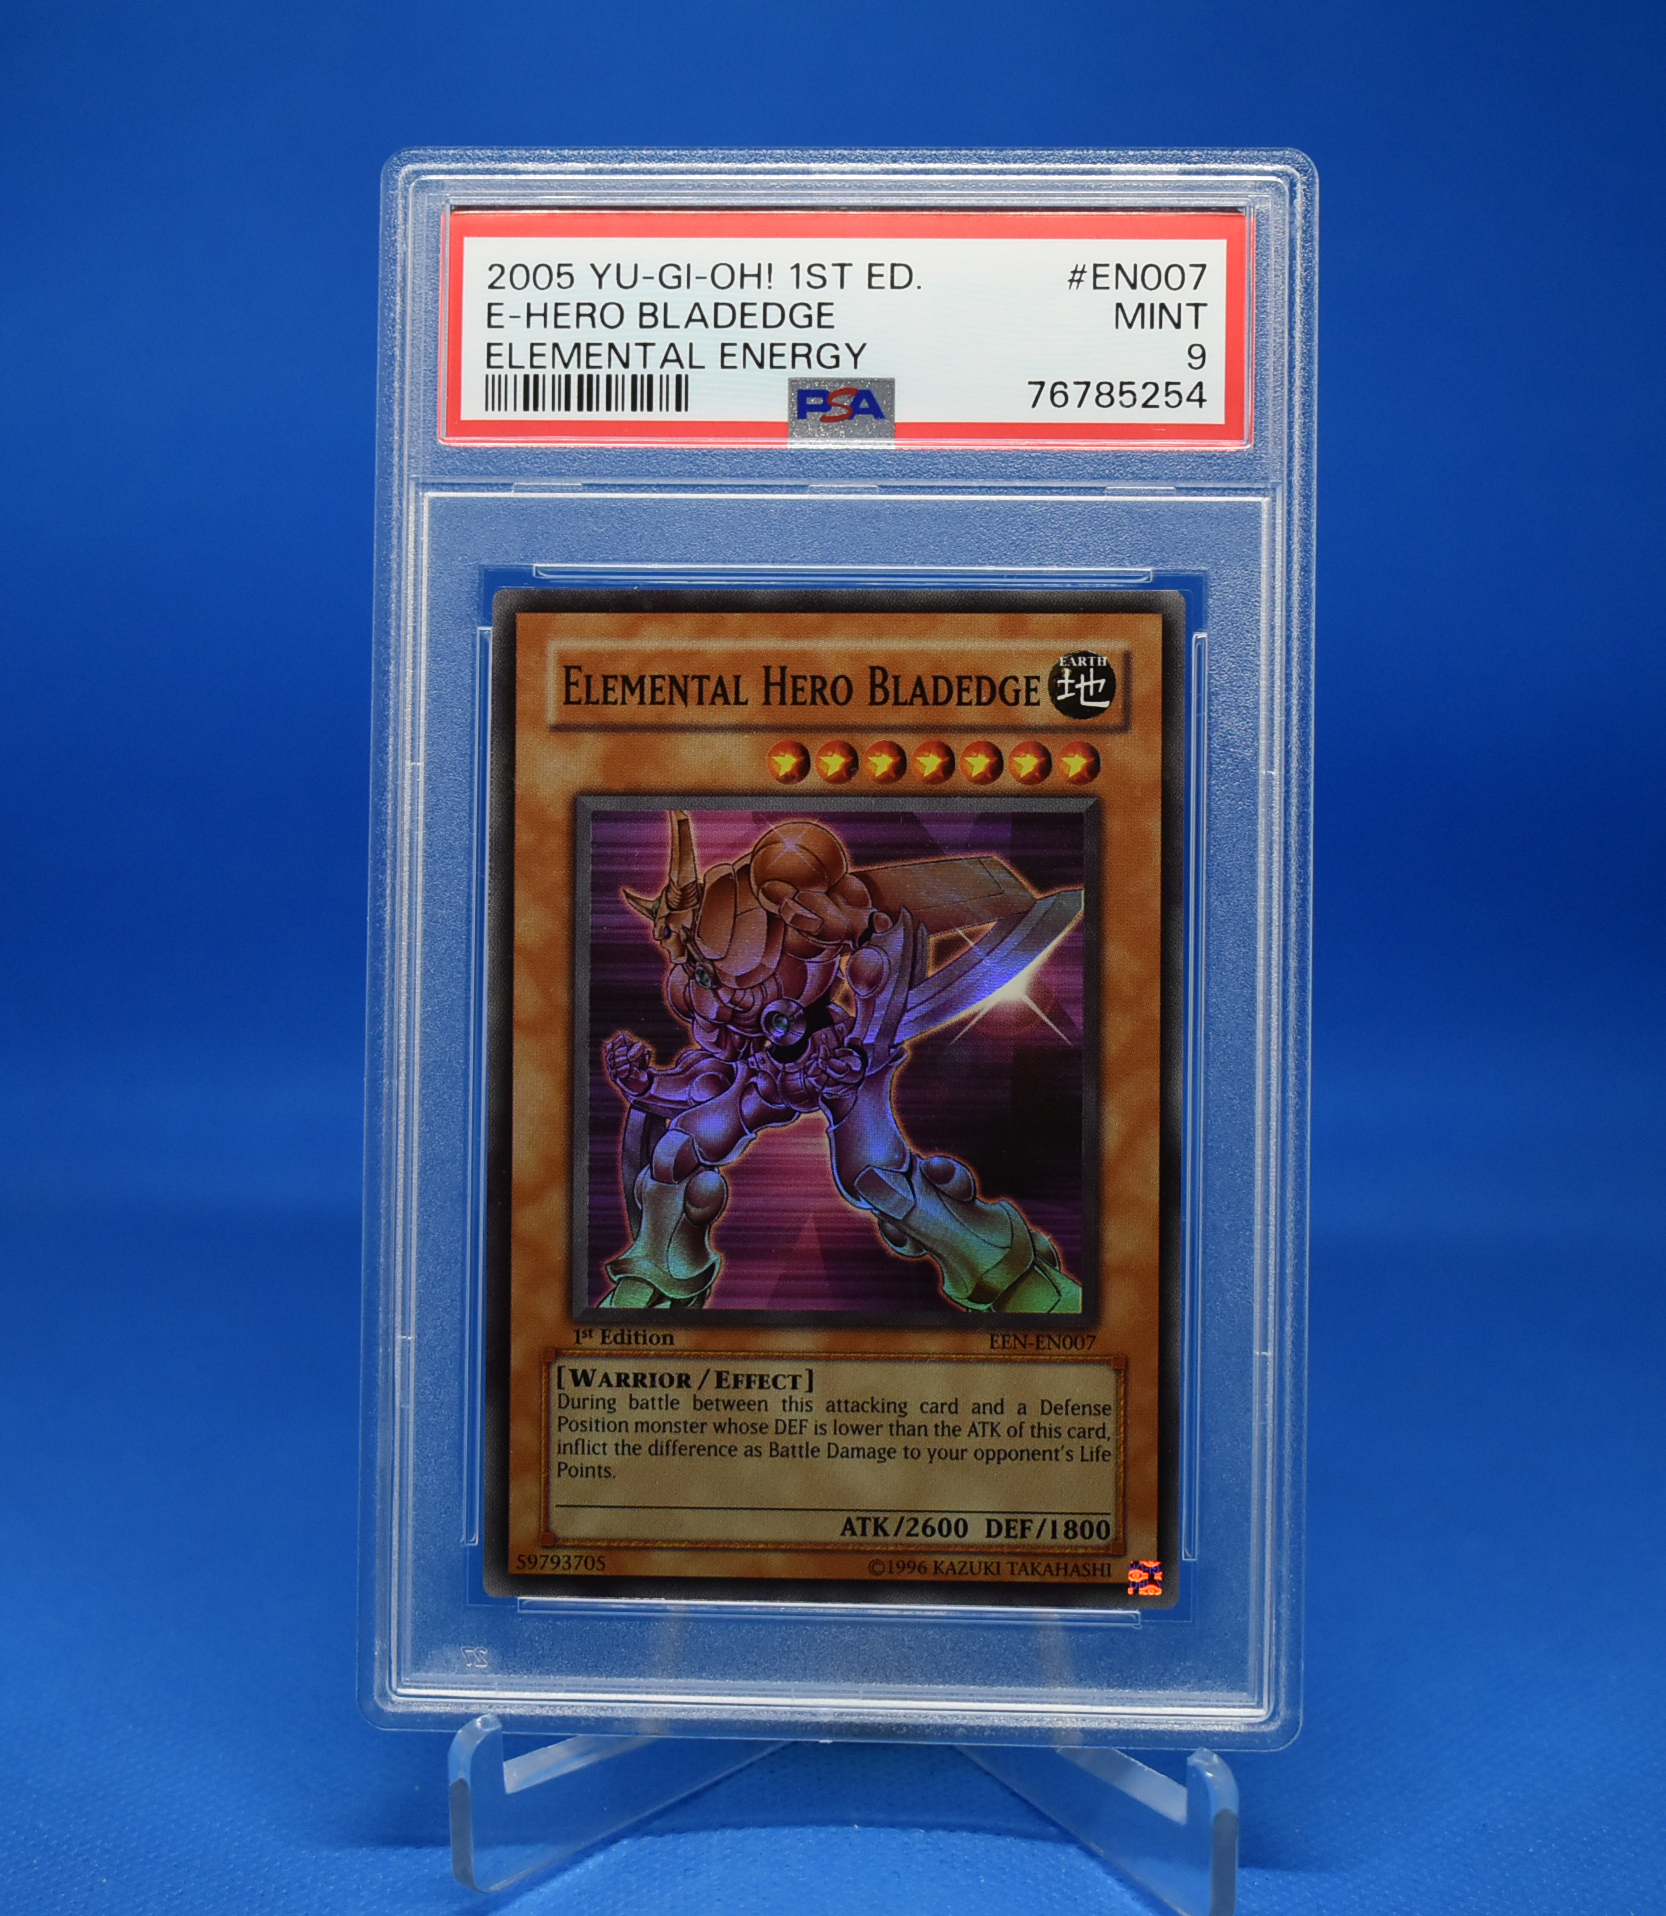 2005 YU-GI-OH! 1ST ED. #EN007
E-HERO BLADEDGE MINT
ELEMENTAL ENERGY 9
PSA 76785254
ELEMENTAL HERO BLADEDGE
EARTH
地
1st Edition EEN-EN007
[WARRIOR/EFFECT]
During battle between this attacking card and a Defense
Position monster whose DEF is lower than the ATK of this card,
inflict the difference as Battle Damage to your opponent's Life
Points.
ATK/2600 DEF/1800
59793705 ©1996 KAZUKI TAKAHASHI